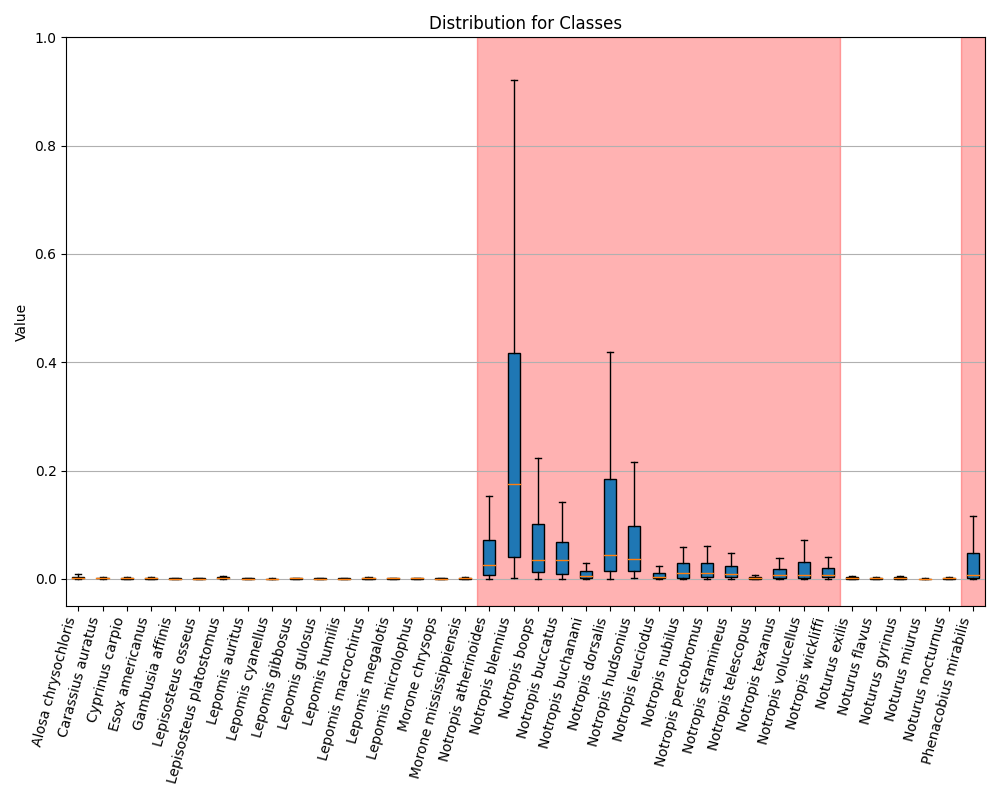 Distribution for Classes
Value
1.0
0.8
0.6
0.4
0.2
0.0
Alosa chrysochloris
Carassius auratus
Cyprinus carpio
Esox americanus
Gambusia affinis
Lepisosteus osseus
Lepisosteus platostomus
Lepomis auritus
Lepomis cyanellus
Lepomis gibbosus
Lepomis gulosus
Lepomis humilis
Lepomis macrochirus
Lepomis megalotis
Lepomis microlophus
Morone chrysops
Morone mississippiensis
Notropis atherinoides
Notropis blennius
Notropis boops
Notropis buccatus
Notropis buchanani
Notropis dorsalis
Notropis hudsonius
Notropis leuciodus
Notropis nubilus
Notropis percobromus
Notropis stramineus
Notropis telescopus
Notropis texanus
Notropis volucellus
Notropis wickliffi
Noturus exilis
Noturus flavus
Noturus gyrinus
Noturus miurus
Noturus nocturnus
Phenacobius mirabilis